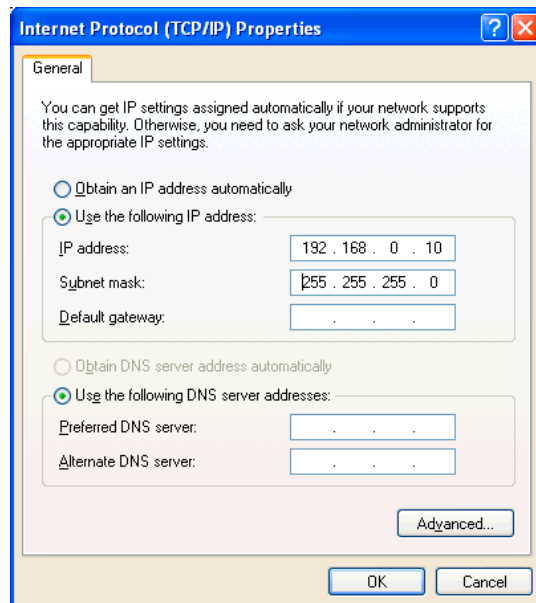 Internet Protocol (TCP/IP) Properties
General
You can get IP settings assigned automatically if your network supports
this capability. Otherwise, you need to ask your network administrator for
the appropriate IP settings.
Obtain an IP address automatically
Use the following IP address:
IP address: 192 . 168 . 0 . 10
Subnet mask: 255 . 255 . 255 . 0
Default gateway: . . .
Obtain DNS server address automatically
Use the following DNS server addresses:
Preferred DNS server: . . .
Alternate DNS server: . . .
Advanced...
OK Cancel